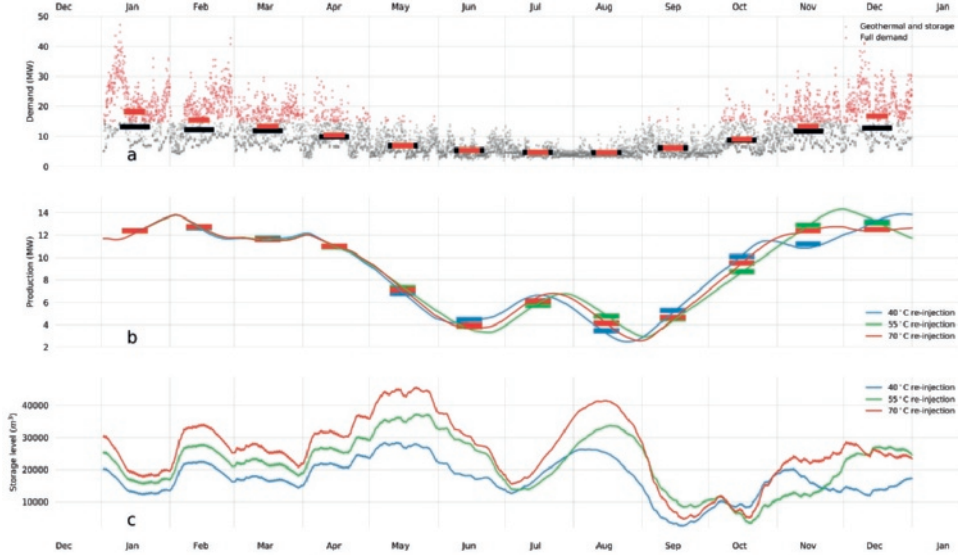 Dec Jan Feb Mar Apr May Jun Jul Aug Sep Oct Nov Dec Jan
50
40
30
20
10
0
Demand (MW)
Geothermal and storage
Full demand
a
14
12
10
8
6
4
2
Production (MW)
40°C re-injection
55°C re-injection
70°C re-injection
b
40000
30000
20000
10000
Storage level (m³)
40°C re-injection
55°C re-injection
70°C re-injection
c
Dec Jan Feb Mar Apr May Jun Jul Aug Sep Oct Nov Dec Jan